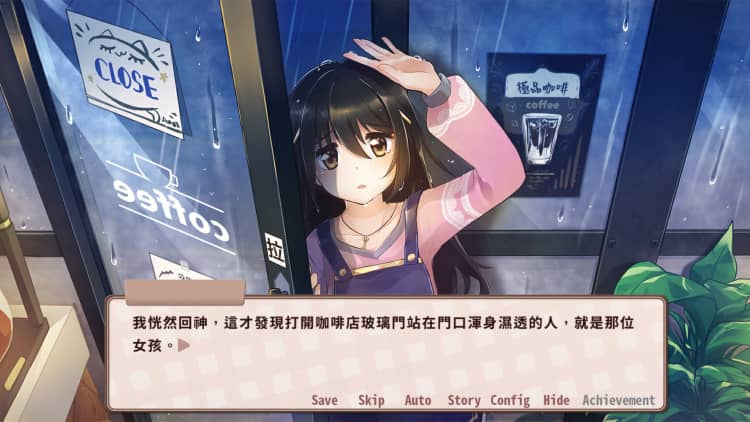 CLOSE
極品咖啡
coffee
coffee
拉
我恍然回神，這才發現打開咖啡店玻璃門站在門口渾身濕透的人，就是那位
女孩。
Save Skip Auto Story Config Hide Achievement